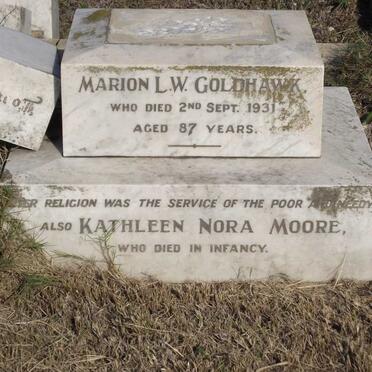 MARION L.W. GOLDHAWK.
WHO DIED 2ND SEPT. 1931
AGED 87 YEARS.
HER RELIGION WAS THE SERVICE OF THE POOR AND NEEDY
ALSO KATHLEEN NORA MOORE,
WHO DIED IN INFANCY.